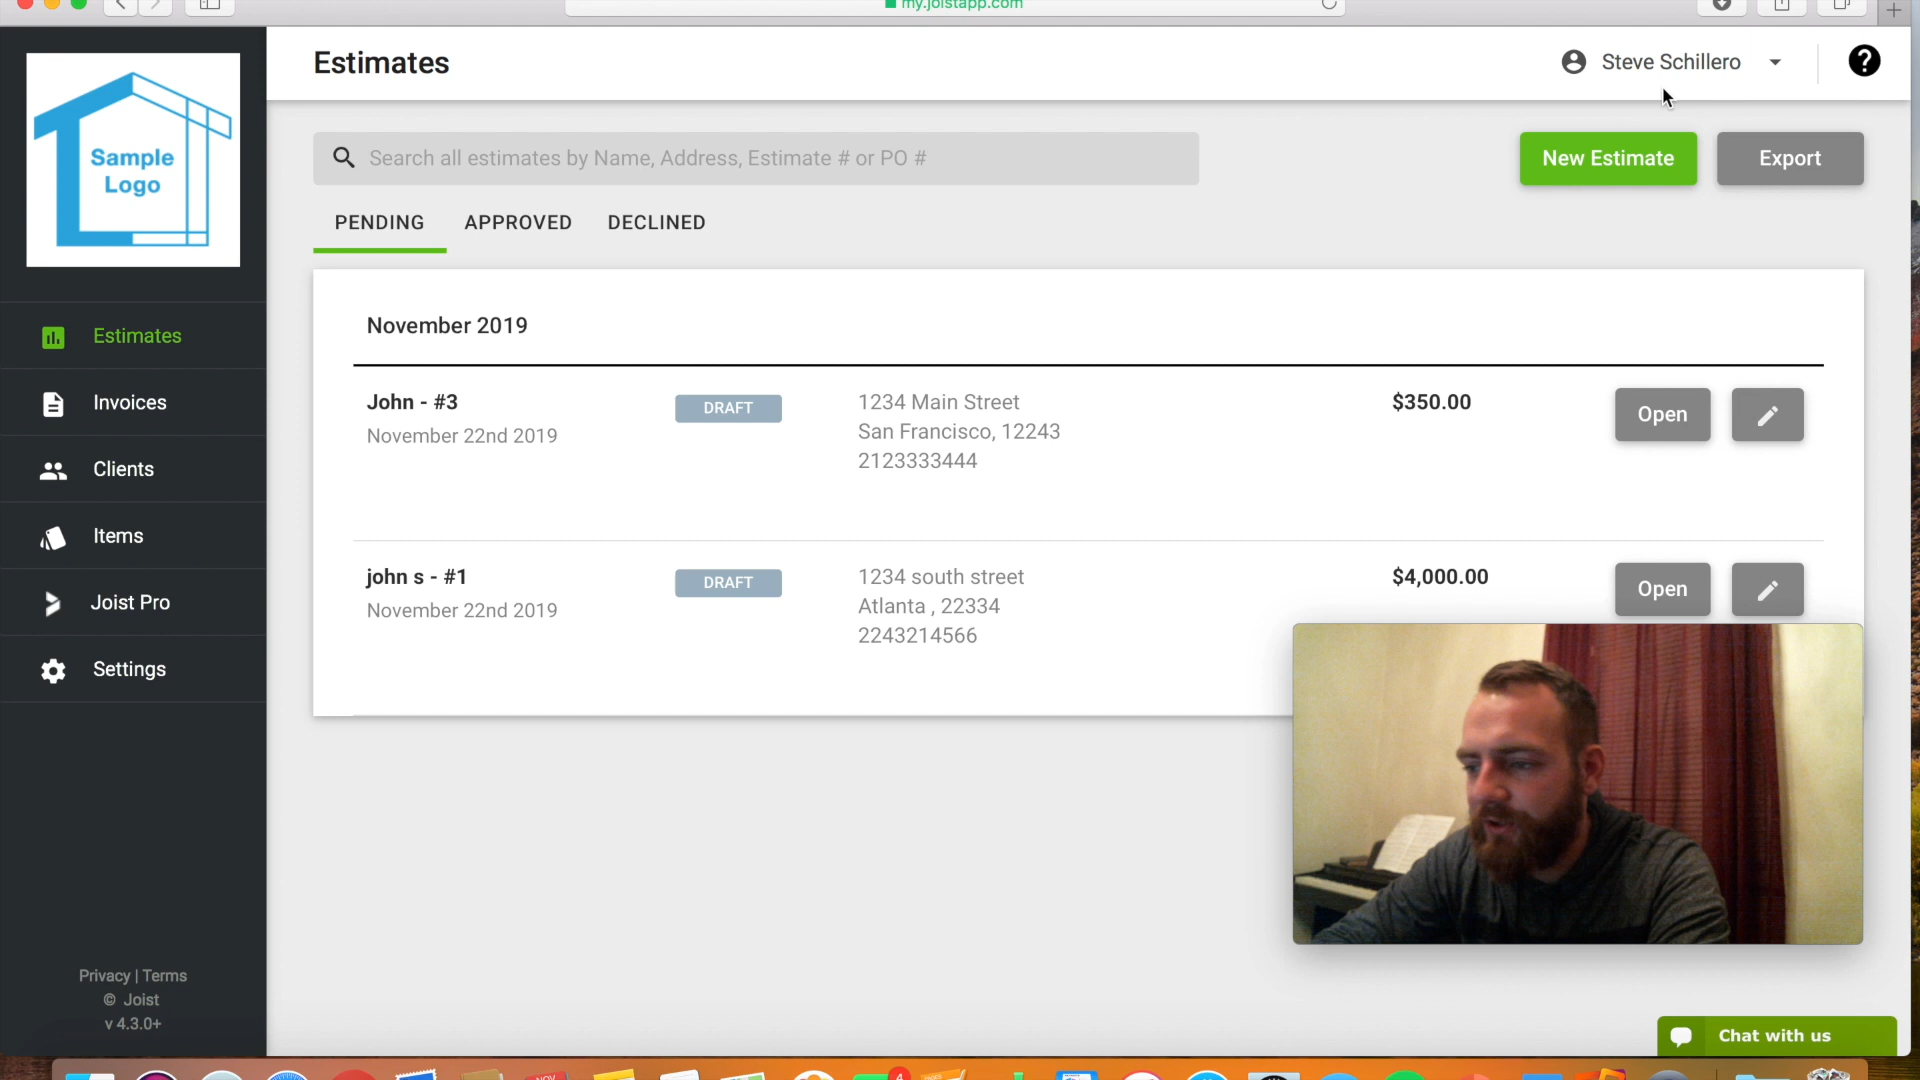 my.joistapp.com
Sample
Logo
Estimates
Steve Schillero
?
Search all estimates by Name, Address, Estimate # or PO #
New Estimate
Export
PENDING
APPROVED
DECLINED
Estimates
Invoices
Clients
Items
Joist Pro
Settings
November 2019
John - #3
November 22nd 2019
DRAFT
1234 Main Street
San Francisco, 12243
2123333444
$350.00
Open
john s - #1
November 22nd 2019
DRAFT
1234 south street
Atlanta , 22334
2243214566
$4,000.00
Open
Privacy | Terms
© Joist
v 4.3.0+
Chat with us
NOV
4